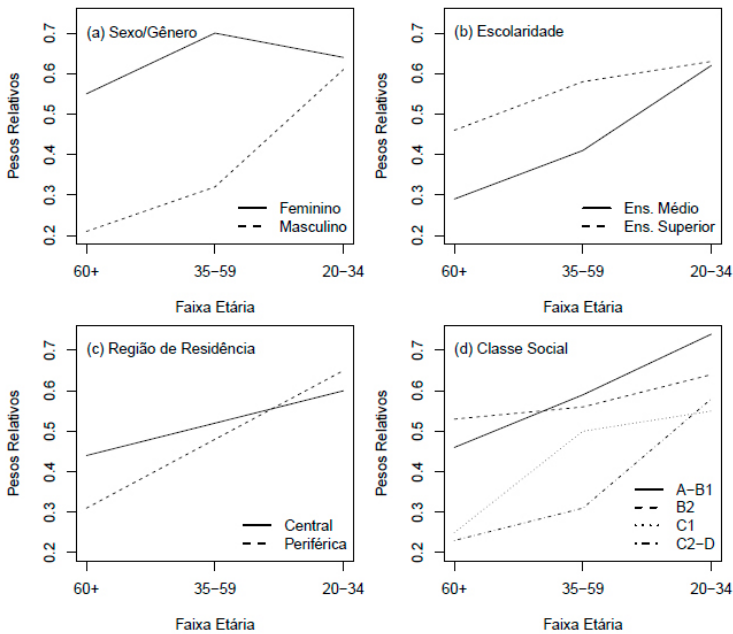 (a) Sexo/Gênero
Pesos Relativos
0.7
0.6
0.5
0.4
0.3
0.2
Feminino
Masculino
60+ 35−59 20−34
Faixa Etária
(b) Escolaridade
Pesos Relativos
0.7
0.6
0.5
0.4
0.3
0.2
Ens. Médio
Ens. Superior
60+ 35−59 20−34
Faixa Etária
(c) Região de Residência
Pesos Relativos
0.7
0.6
0.5
0.4
0.3
0.2
Central
Periférica
60+ 35−59 20−34
Faixa Etária
(d) Classe Social
Pesos Relativos
0.7
0.6
0.5
0.4
0.3
0.2
A−B1
B2
C1
C2−D
60+ 35−59 20−34
Faixa Etária